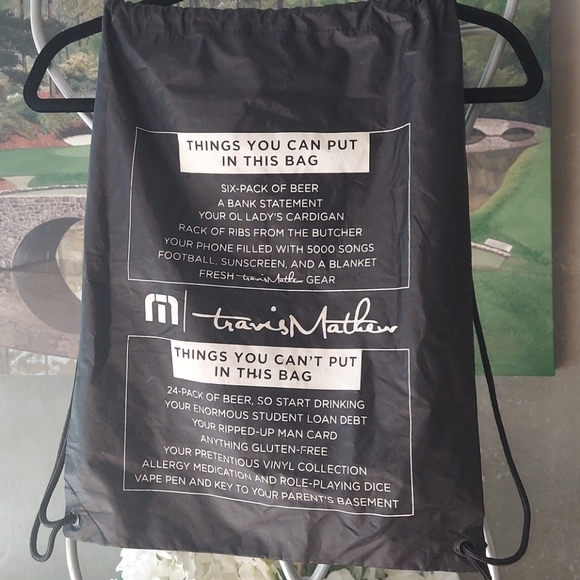 THINGS YOU CAN PUT
IN THIS BAG
SIX-PACK OF BEER
A BANK STATEMENT
YOUR OL LADY'S CARDIGAN
RACK OF RIBS FROM THE BUTCHER
YOUR PHONE FILLED WITH 5000 SONGS
FOOTBALL, SUNSCREEN, AND A BLANKET
FRESH travisMathew GEAR
travisMathew
THINGS YOU CAN'T PUT
IN THIS BAG
24-PACK OF BEER, SO START DRINKING
YOUR ENORMOUS STUDENT LOAN DEBT
YOUR RIPPED-UP MAN CARD
ANYTHING GLUTEN-FREE
YOUR PRETENTIOUS VINYL COLLECTION
ALLERGY MEDICATION AND ROLE-PLAYING DICE
VAPE PEN AND KEY TO YOUR PARENT'S BASEMENT